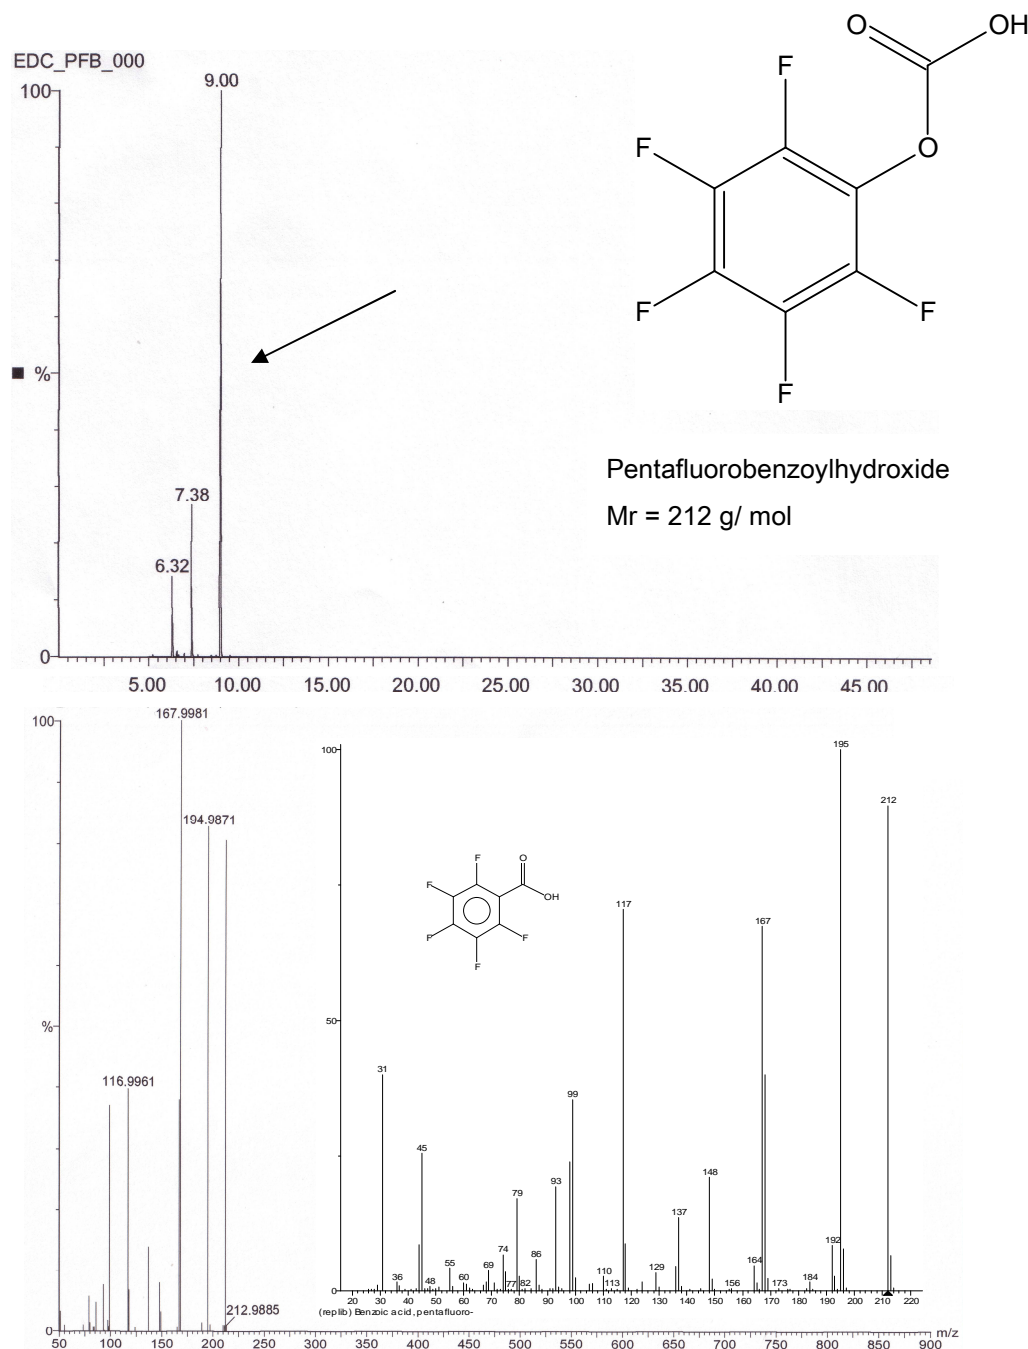 EDC_PFB_000
100
9.00
%
7.38
6.32
0
5.00 10.00 15.00 20.00 25.00 30.00 35.00 40.00 45.00
O
OH
F
F
O
F
F
F
Pentafluorobenzoylhydroxide
Mr = 212 g/ mol
100
167.9981
194.9871
%
116.9961
212.9885
0
50 100 150 200 250 300 350 400 450 500 550 600 650 700 750 800 850 900 m/z
100
195
212
F
O
F
OH
F
F
F
117
167
50
31
99
45
148
93
79
137
192
74
86
164
55
69
129
110
184
36
48
60
77
82
113
156
173
0
20 30 40 50 60 70 80 90 100 110 120 130 140 150 160 170 180 190 200 210 220
(replib) Benzoic acid, pentafluoro-